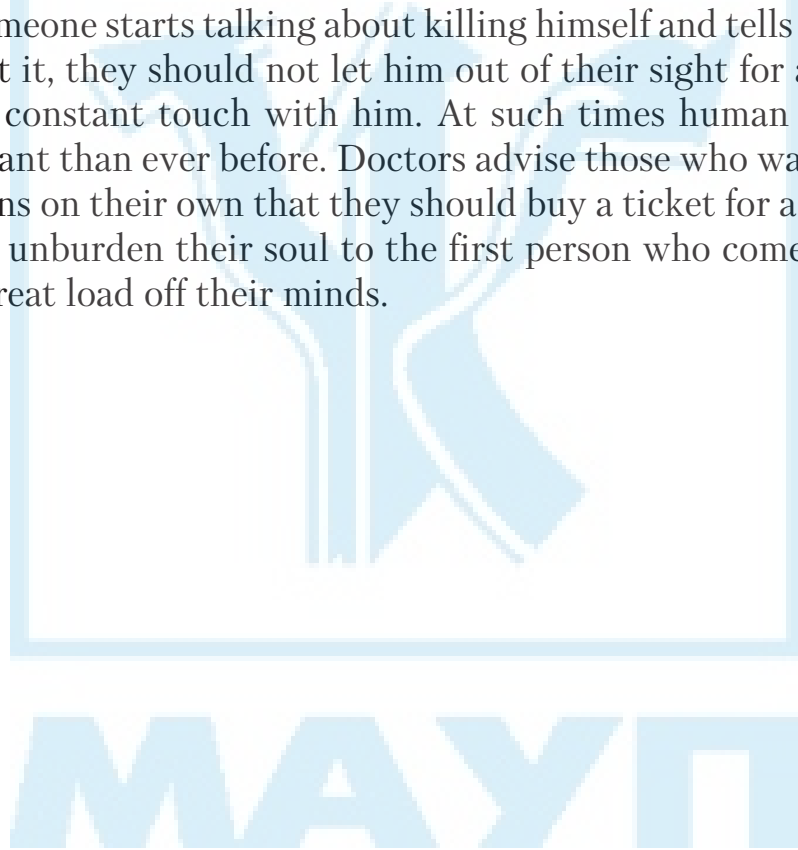 meone starts talking about killing himself and tells
t it, they should not let him out of their sight for a
constant touch with him. At such times human
ant than ever before. Doctors advise those who wa
ns on their own that they should buy a ticket for a
unburden their soul to the first person who come
reat load off their minds.
МАУП